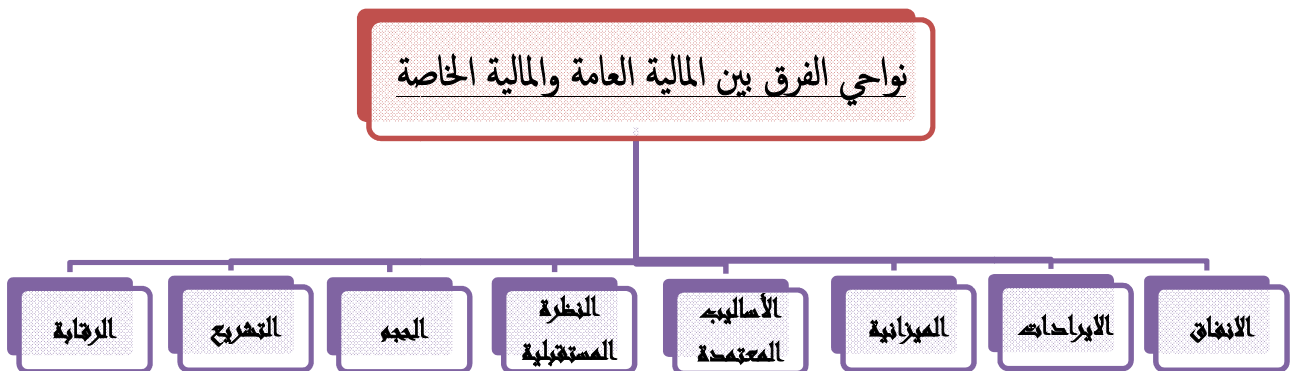 نواحي الفرق بين المالية العامة والمالية الخاصة
الانفاق
الايرادات
الميزانية
الأساليب
المعتمدة
النظرة
المستقبلية
الحجم
التشريع
الرقابة